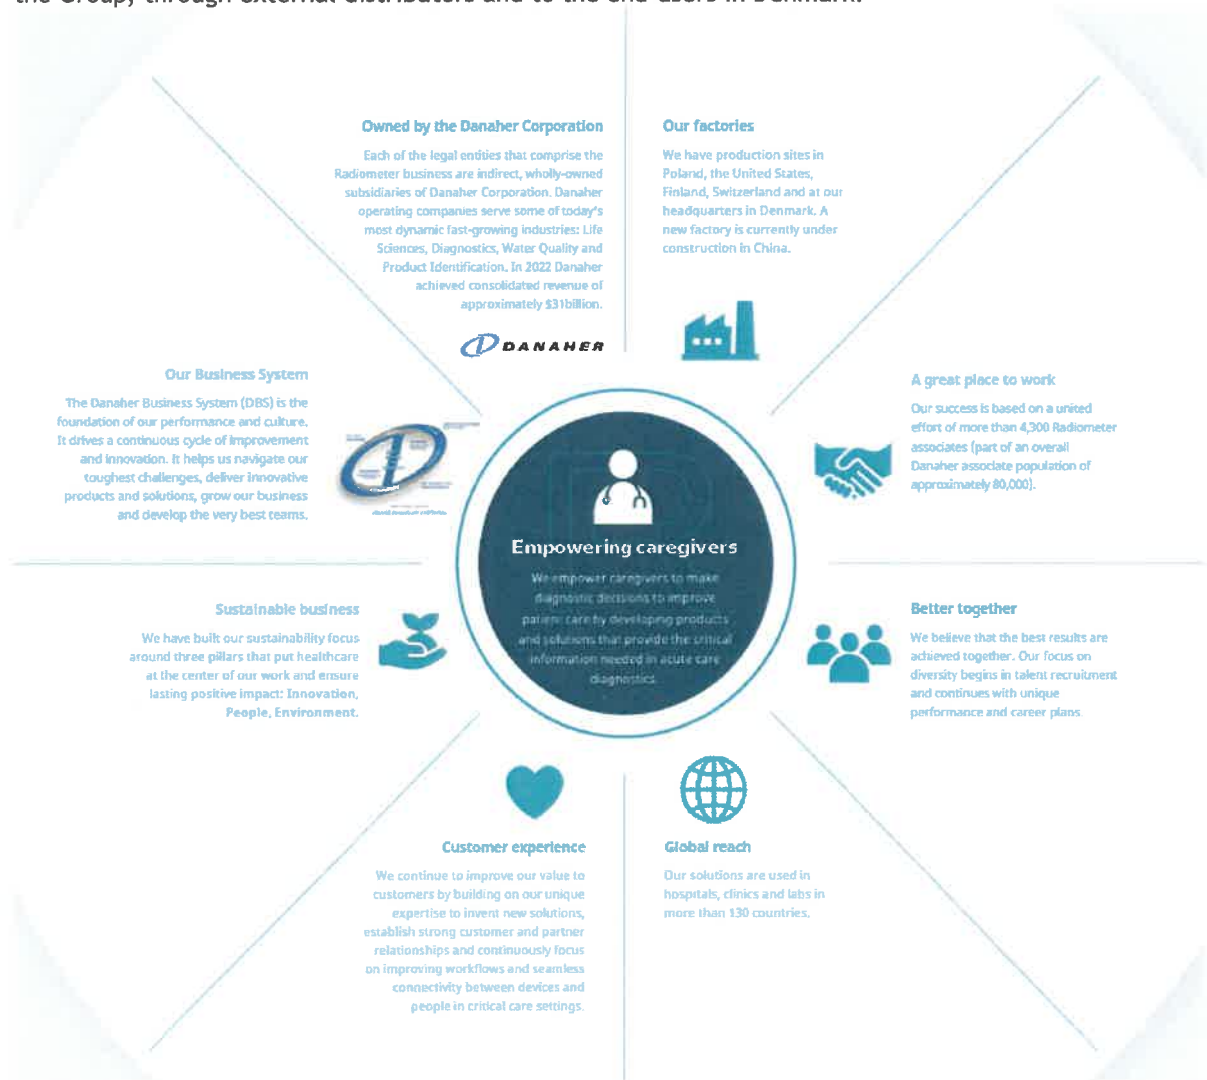 the Group, through external distributors and to the end-users in Denmark.
Owned by the Danaher Corporation
Each of the legal entities that comprise the
Radiometer business are indirect, wholly-owned
subsidiaries of Danaher Corporation. Danaher
operating companies serve some of today's
most dynamic fast-growing industries: Life
Sciences, Diagnostics, Water Quality and
Product Identification. In 2022 Danaher
achieved consolidated revenue of
approximately $31billion.
DANAHER
Our factories
We have production sites in
Poland, the United States,
Finland, Switzerland and at our
headquarters in Denmark. A
new factory is currently under
construction in China.
Our Business System
The Danaher Business System (DBS) is the
foundation of our performance and culture.
It drives a continuous cycle of improvement
and innovation. It helps us navigate our
toughest challenges, deliver innovative
products and solutions, grow our business
and develop the very best teams.
A great place to work
Our success is based on a united
effort of more than 4,300 Radiometer
associates (part of an overall
Danaher associate population of
approximately 80,000).
Empowering caregivers
We empower caregivers to make
diagnostic decisions to improve
patient care by developing products
and solutions that provide the critical
information needed in acute care
diagnostics.
Sustainable business
We have built our sustainability focus
around three pillars that put healthcare
at the center of our work and ensure
lasting positive impact: Innovation,
People, Environment.
Better together
We believe that the best results are
achieved together. Our focus on
diversity begins in talent recruitment
and continues with unique
performance and career plans.
Customer experience
We continue to improve our value to
customers by building on our unique
expertise to invent new solutions,
establish strong customer and partner
relationships and continuously focus
on improving workflows and seamless
connectivity between devices and
people in critical care settings.
Global reach
Our solutions are used in
hospitals, clinics and labs in
more than 130 countries.